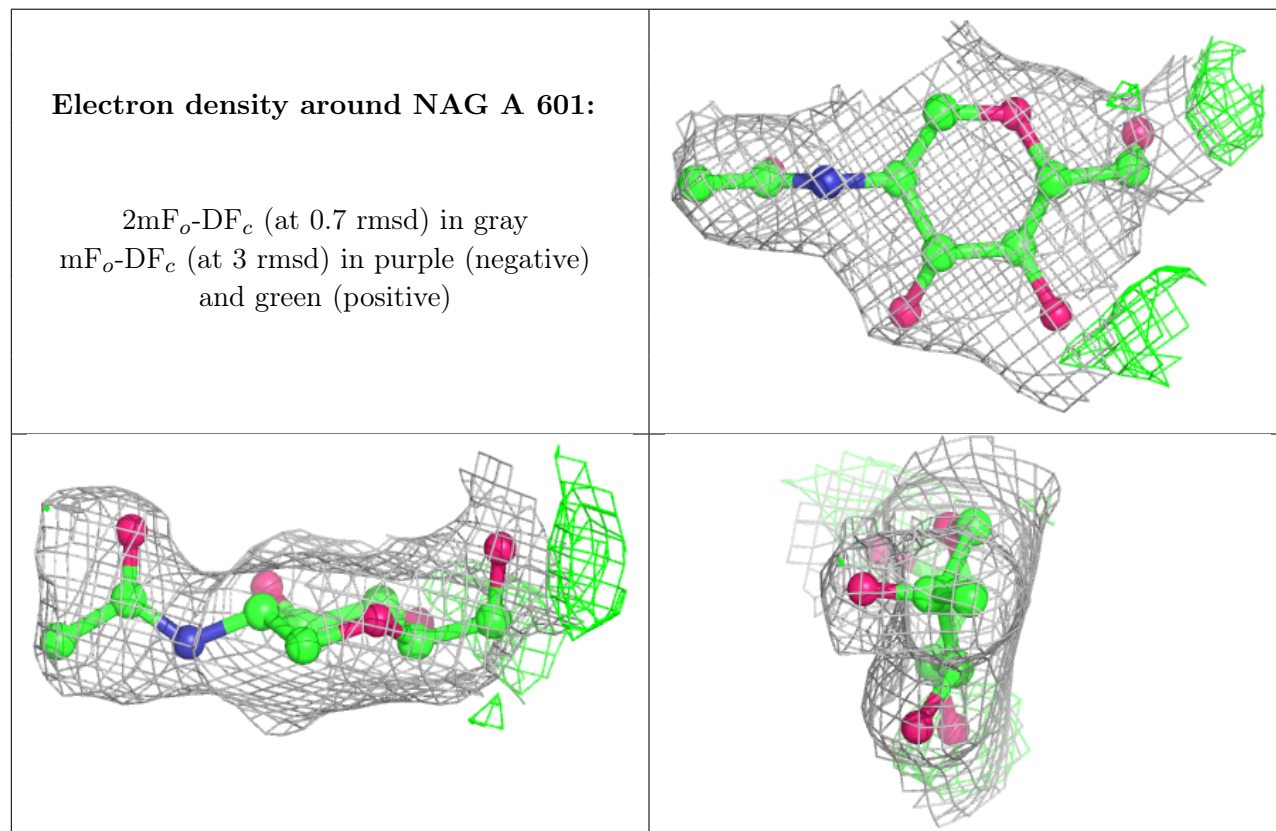 Electron density around NAG A 601:
2mFo-DFc (at 0.7 rmsd) in gray
mFo-DFc (at 3 rmsd) in purple (negative)
and green (positive)